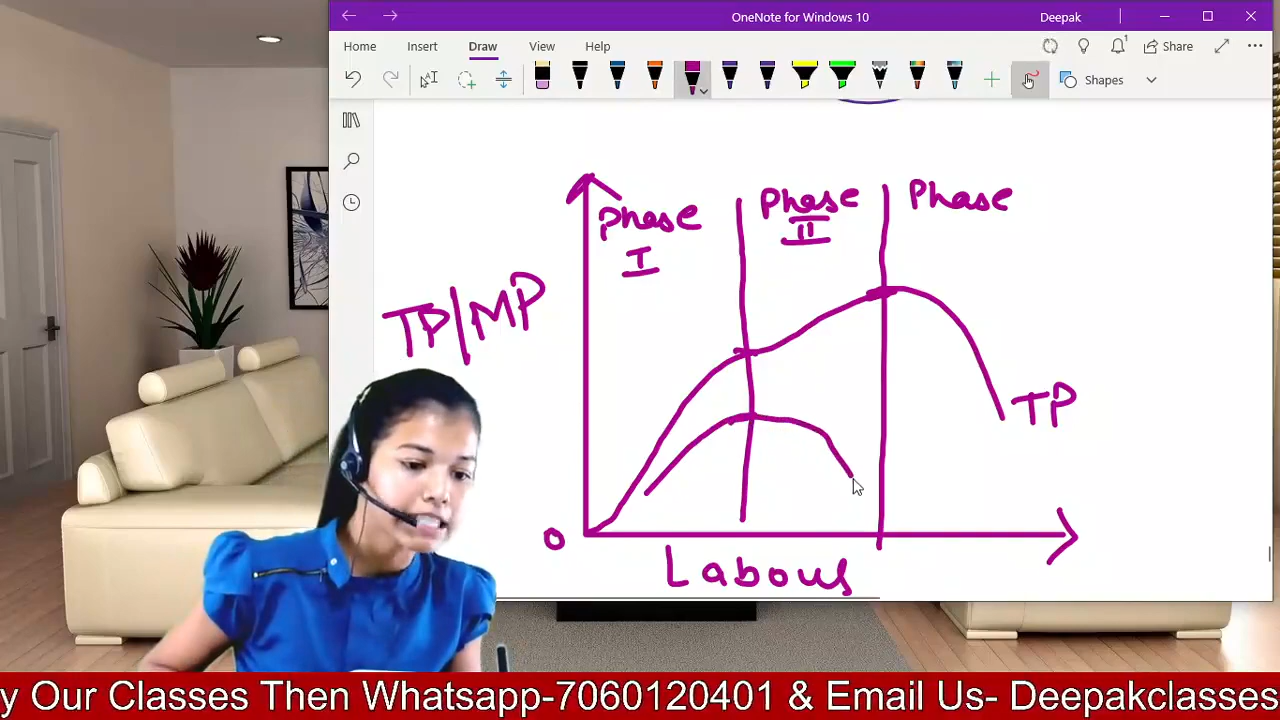 OneNote for Windows 10
Deepak
Home Insert Draw View Help
Share
Shapes
Phase I
Phase II
Phase
TP/MP
TP
O
Labour
y Our Classes Then Whatsapp-7060120401 & Email Us- Deepakclasses